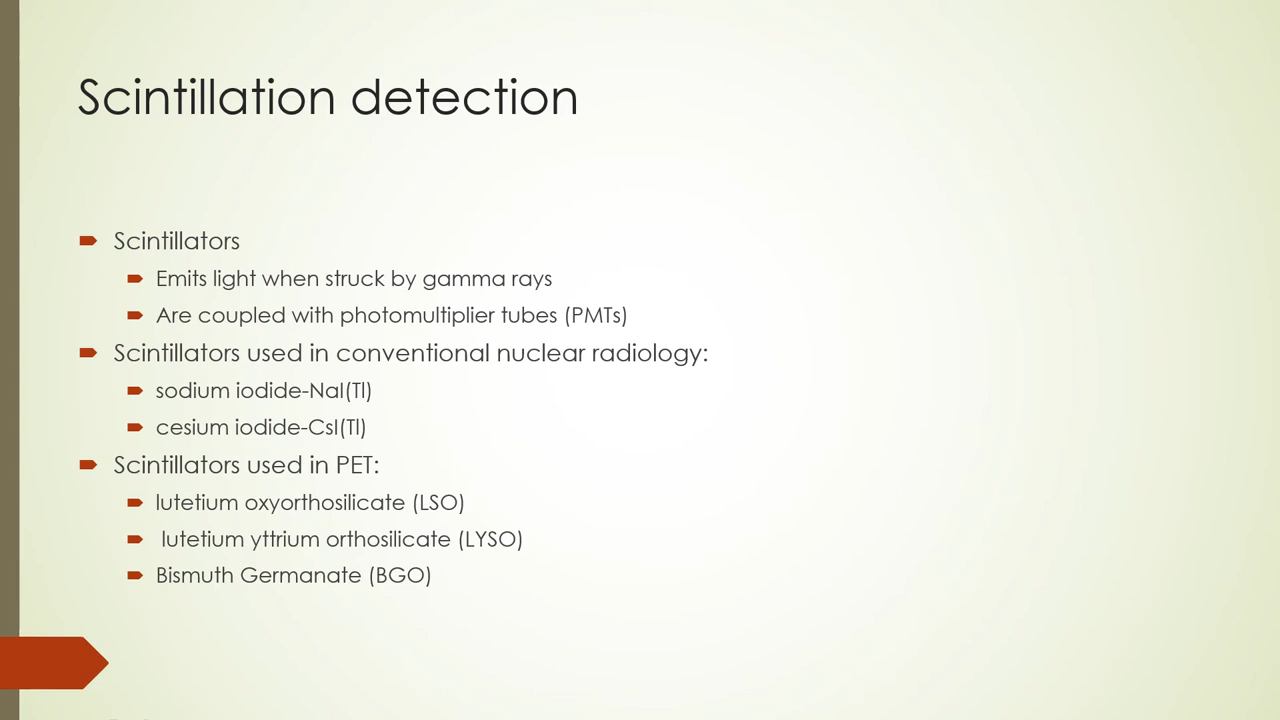 Scintillation detection
Scintillators
Emits light when struck by gamma rays
Are coupled with photomultiplier tubes (PMTs)
Scintillators used in conventional nuclear radiology:
sodium iodide-NaI(Tl)
cesium iodide-CsI(Tl)
Scintillators used in PET:
lutetium oxyorthosilicate (LSO)
lutetium yttrium orthosilicate (LYSO)
Bismuth Germanate (BGO)